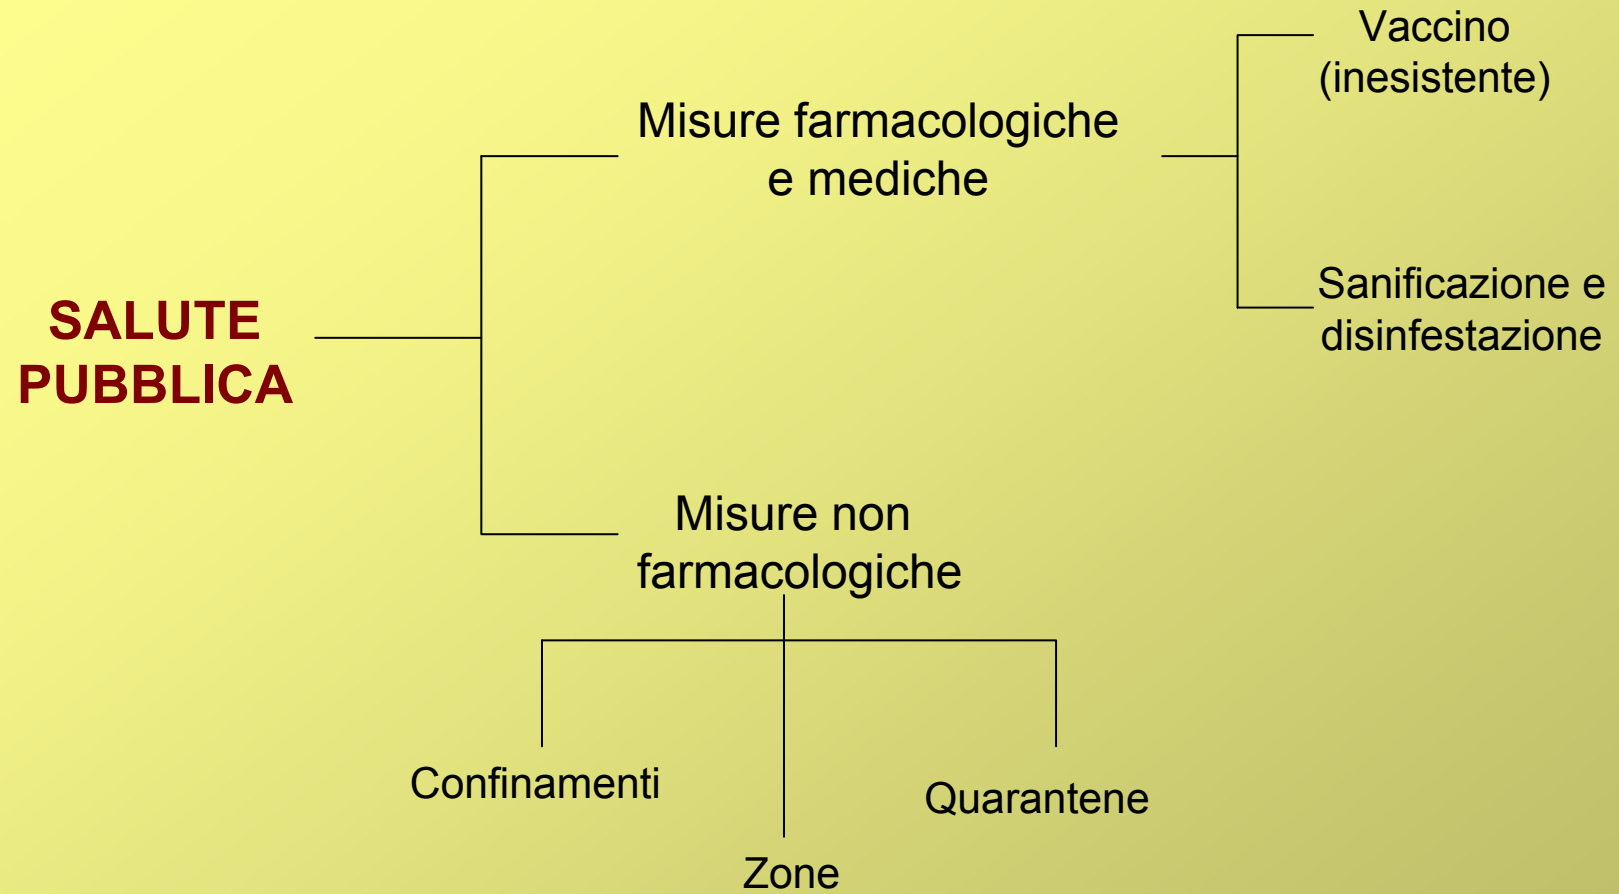 Vaccino
(inesistente)
Misure farmacologiche
e mediche
Sanificazione e
disinfestazione
SALUTE
PUBBLICA
Misure non
farmacologiche
Confinamenti
Quarantene
Zone